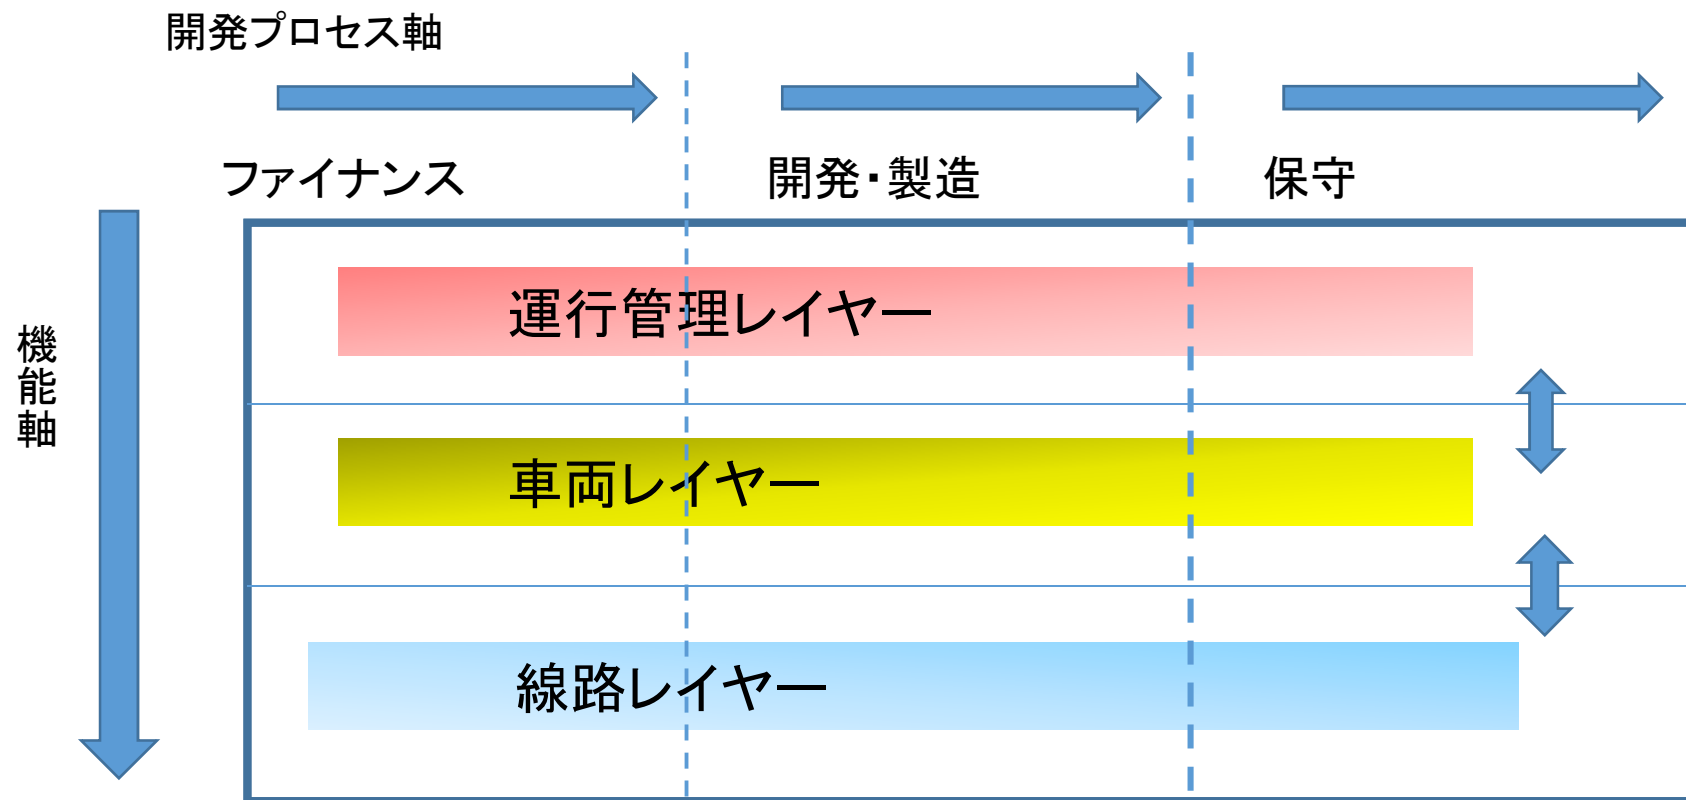 開発プロセス軸
ファイナンス
開発・製造
保守
機能軸
運行管理レイヤー
車両レイヤー
線路レイヤー